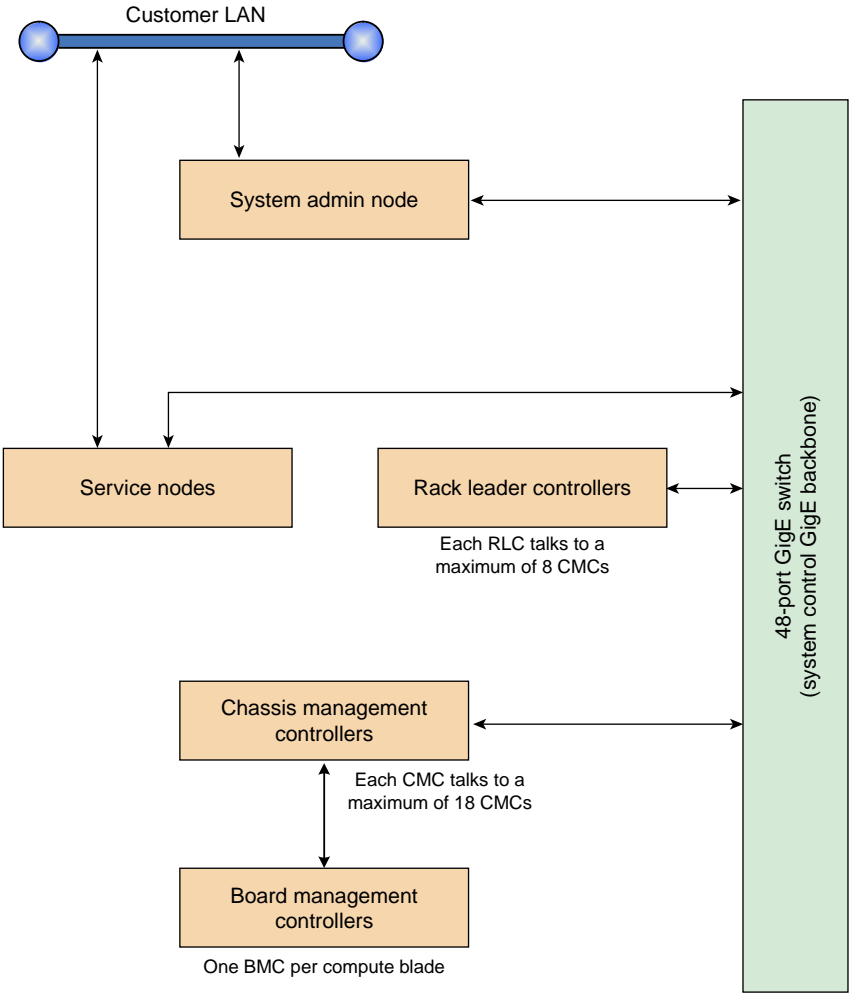 Customer LAN
System admin node
Service nodes
Rack leader controllers
Each RLC talks to a
maximum of 8 CMCs
48-port GigE switch
(system control GigE backbone)
Chassis management
controllers
Each CMC talks to a
maximum of 18 CMCs
Board management
controllers
One BMC per compute blade